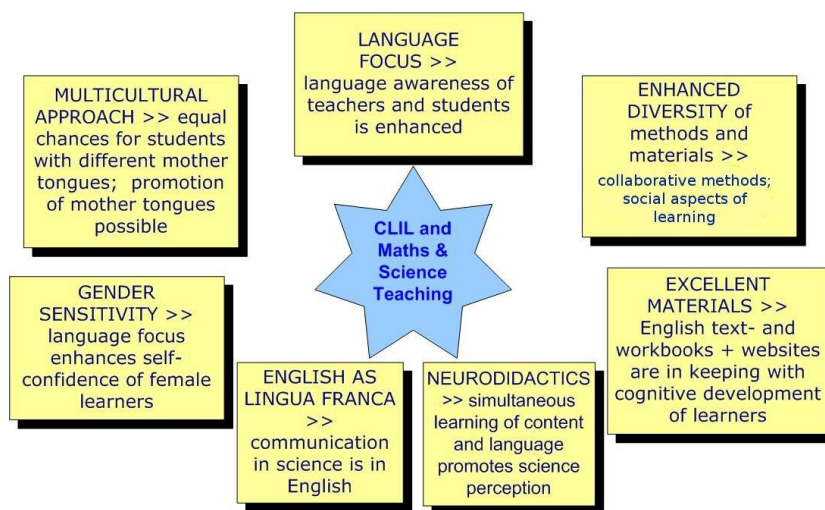 LANGUAGE
FOCUS >>
language awareness of
teachers and students
is enhanced
MULTICULTURAL
APPROACH >> equal
chances for students
with different mother
tongues; promotion
of mother tongues
possible
ENHANCED
DIVERSITY of
methods and
materials >>
collaborative methods;
social aspects of
learning
CLIL and
Maths &
Science
Teaching
GENDER
SENSITIVITY >>
language focus
enhances self-
confidence of female
learners
EXCELLENT
MATERIALS >>
English text- and
workbooks + websites
are in keeping with
cognitive development
of learners
ENGLISH AS
LINGUA FRANCA
>>
communication
in science is in
English
NEURODIDACTICS
>> simultaneous
learning of content
and language
promotes science
perception